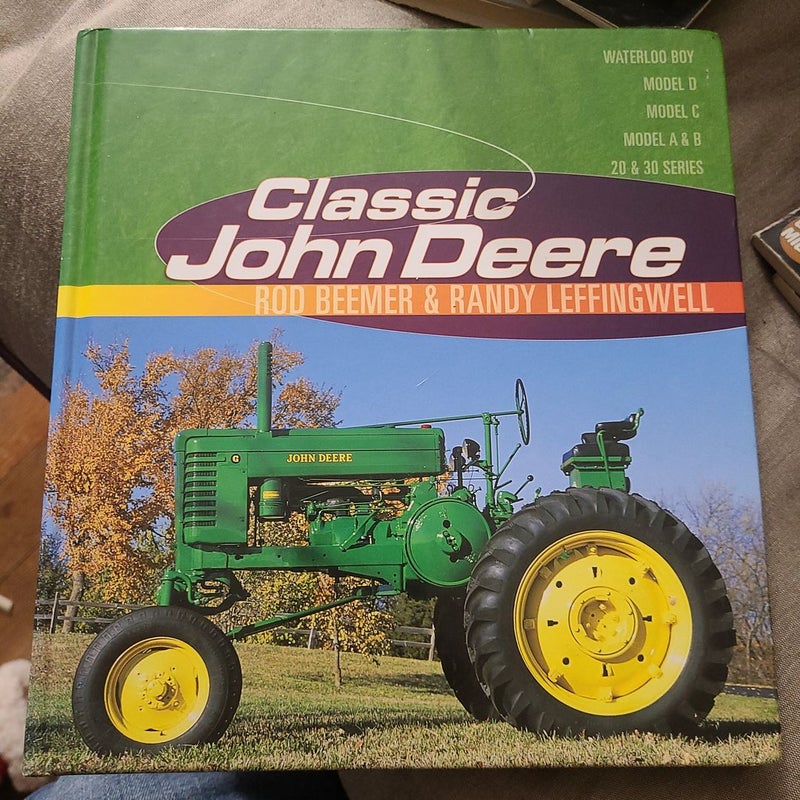 WATERLOO BOY
MODEL D
MODEL C
MODEL A & B
20 & 30 SERIES
Classic
John Deere
ROD BEEMER & RANDY LEFFINGWELL
G
JOHN DEERE